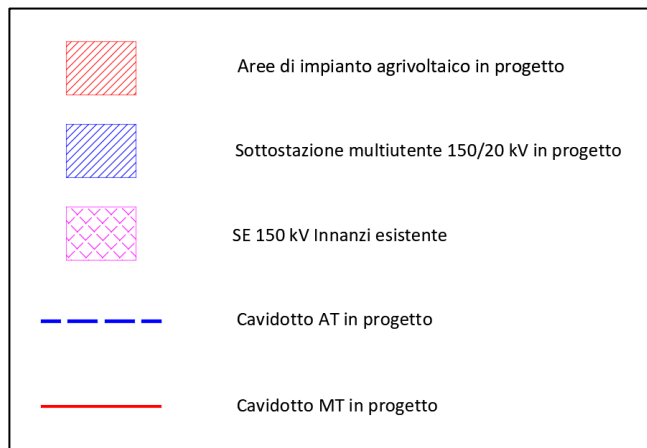 Aree di impianto agrivoltaico in progetto
Sottostazione multiutente 150/20 kV in progetto
SE 150 kV Innanzi esistente
Cavidotto AT in progetto
Cavidotto MT in progetto